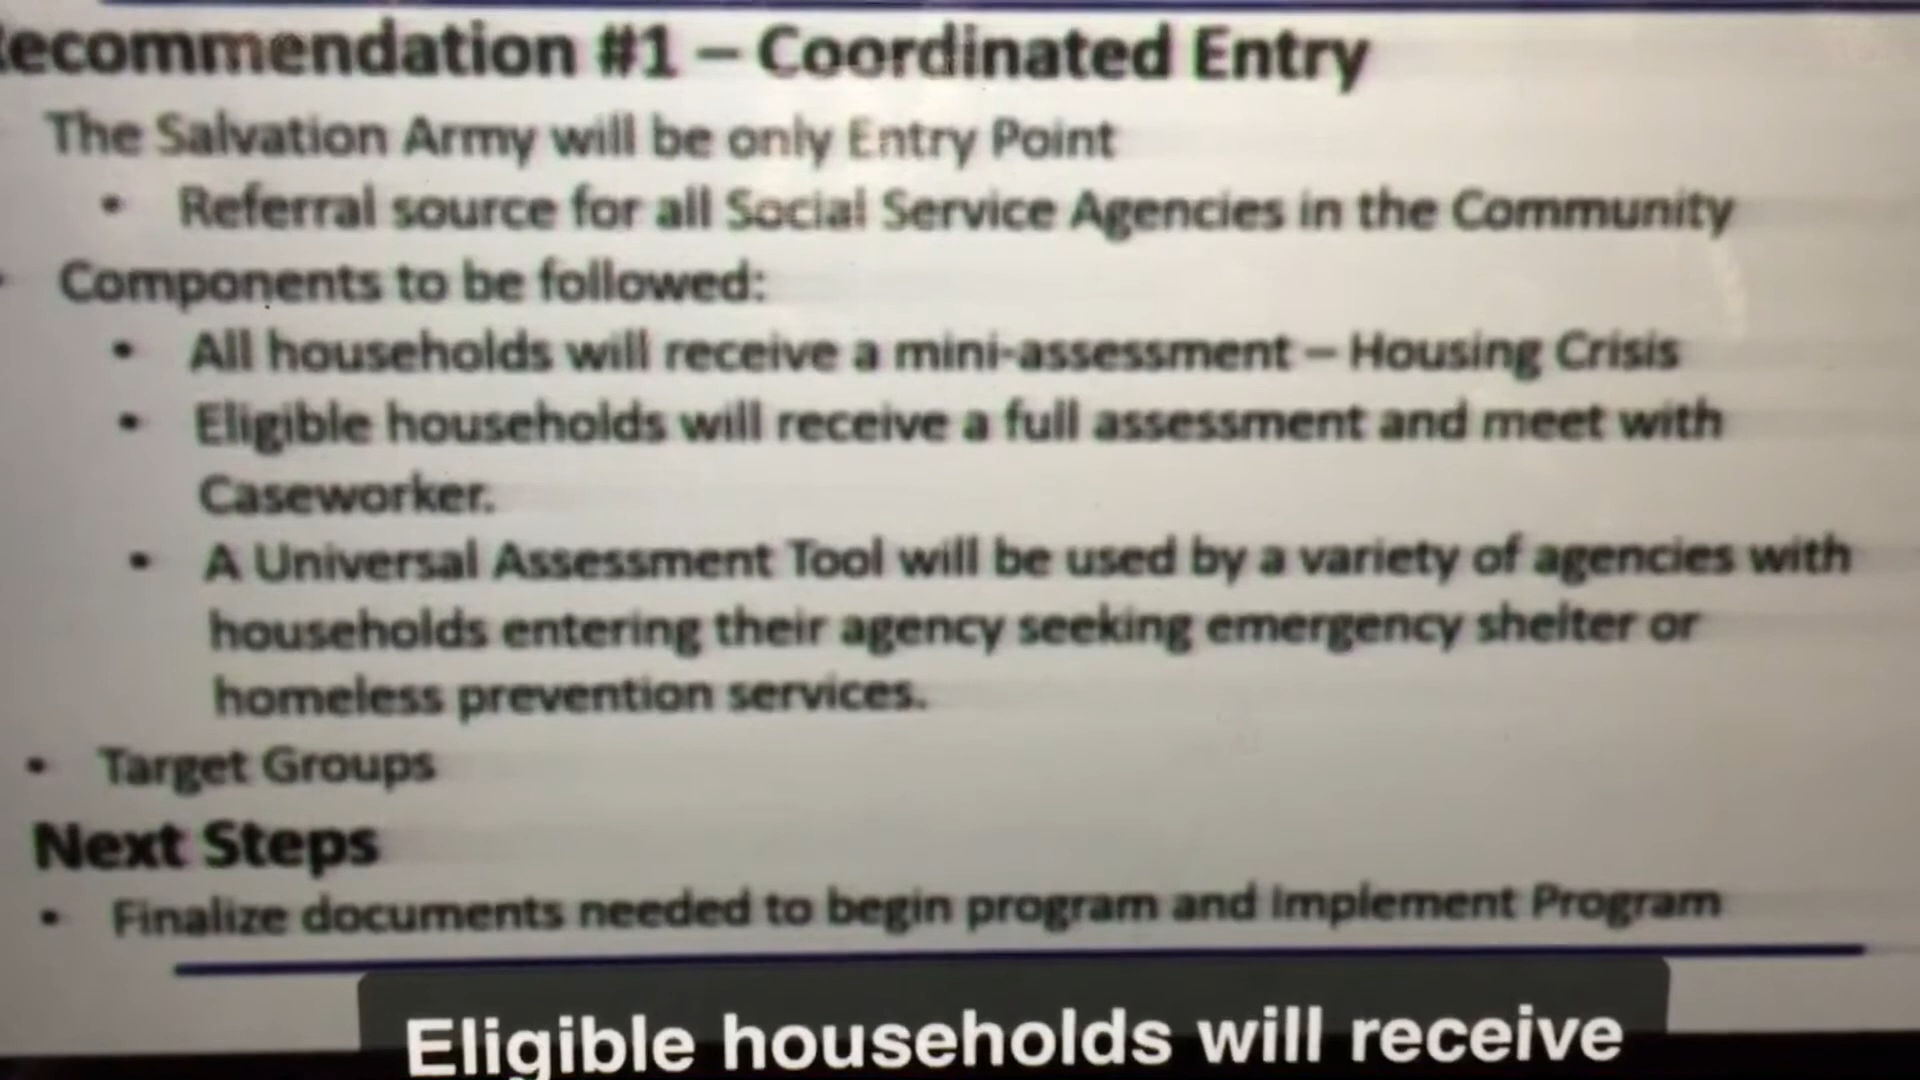 ecommendation #1 – Coordinated Entry
The Salvation Army will be only Entry Point
• Referral source for all Social Service Agencies in the Community
• Components to be followed:
• All households will receive a mini-assessment – Housing Crisis
• Eligible households will receive a full assessment and meet with
Caseworker.
• A Universal Assessment Tool will be used by a variety of agencies with
households entering their agency seeking emergency shelter or
homeless prevention services.
• Target Groups
Next Steps
• Finalize documents needed to begin program and Implement Program
Eligible households will receive